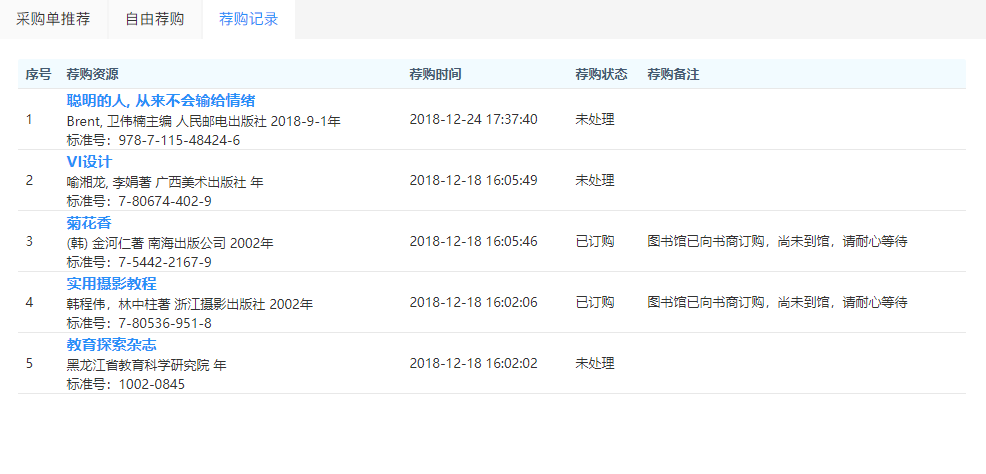 采购单推荐 自由荐购 荐购记录
序号 荐购资源 荐购时间 荐购状态 荐购备注
聪明的人, 从来不会输给情绪
1 Brent, 卫伟楠主编 人民邮电出版社 2018-9-1年 2018-12-24 17:37:40 未处理
标准号：978-7-115-48424-6
VI设计
2 喻湘龙, 李娟著 广西美术出版社 年 2018-12-18 16:05:49 未处理
标准号：7-80674-402-9
菊花香
3 (韩) 金河仁著 南海出版公司 2002年 2018-12-18 16:05:46 已订购 图书馆已向书商订购，尚未到馆，请耐心等待
标准号：7-5442-2167-9
实用摄影教程
4 韩程伟，林中柱著 浙江摄影出版社 2002年 2018-12-18 16:02:06 已订购 图书馆已向书商订购，尚未到馆，请耐心等待
标准号：7-80536-951-8
教育探索杂志
5 黑龙江省教育科学研究院 年 2018-12-18 16:02:02 未处理
标准号：1002-0845